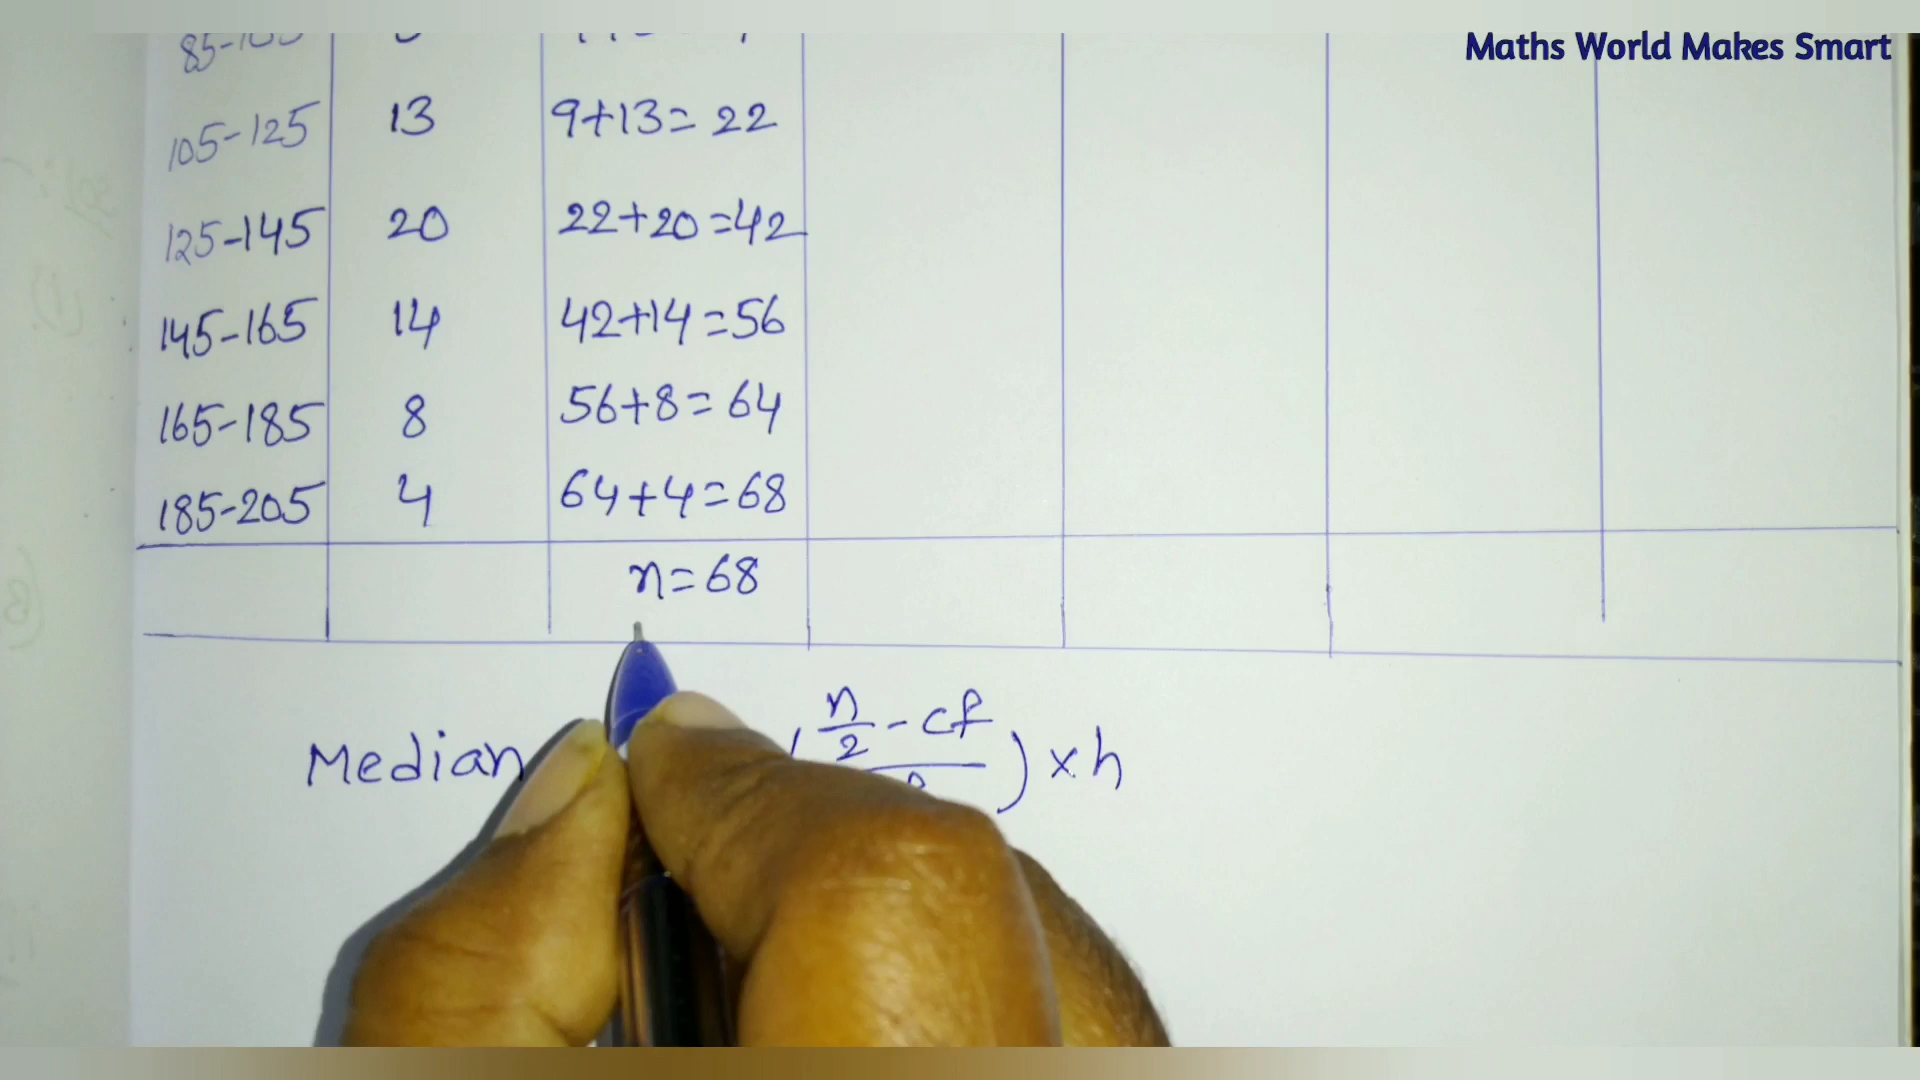 Maths World Makes Smart
105-125 13 9+13=22
125-145 20 22+20=42
145-165 14 42+14=56
165-185 8 56+8=64
185-205 4 64+4=68
n=68
Median (n/2 - cf) × h